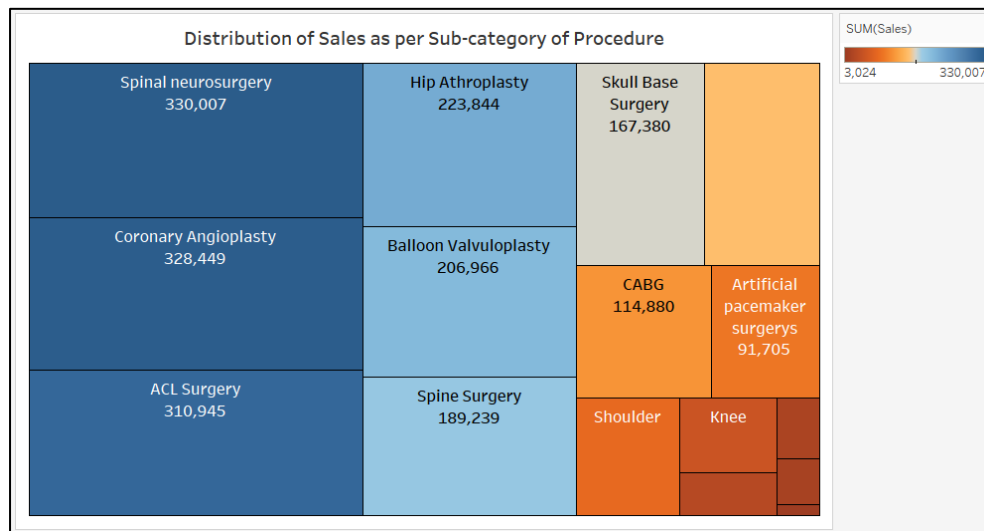 Distribution of Sales as per Sub-category of Procedure
SUM(Sales)
3,024
330,007
Spinal neurosurgery
330,007
Coronary Angioplasty
328,449
ACL Surgery
310,945
Hip Athroplasty
223,844
Balloon Valvuloplasty
206,966
Spine Surgery
189,239
Skull Base
Surgery
167,380
CABG
114,880
Artificial
pacemaker
surgerys
91,705
Shoulder
Knee